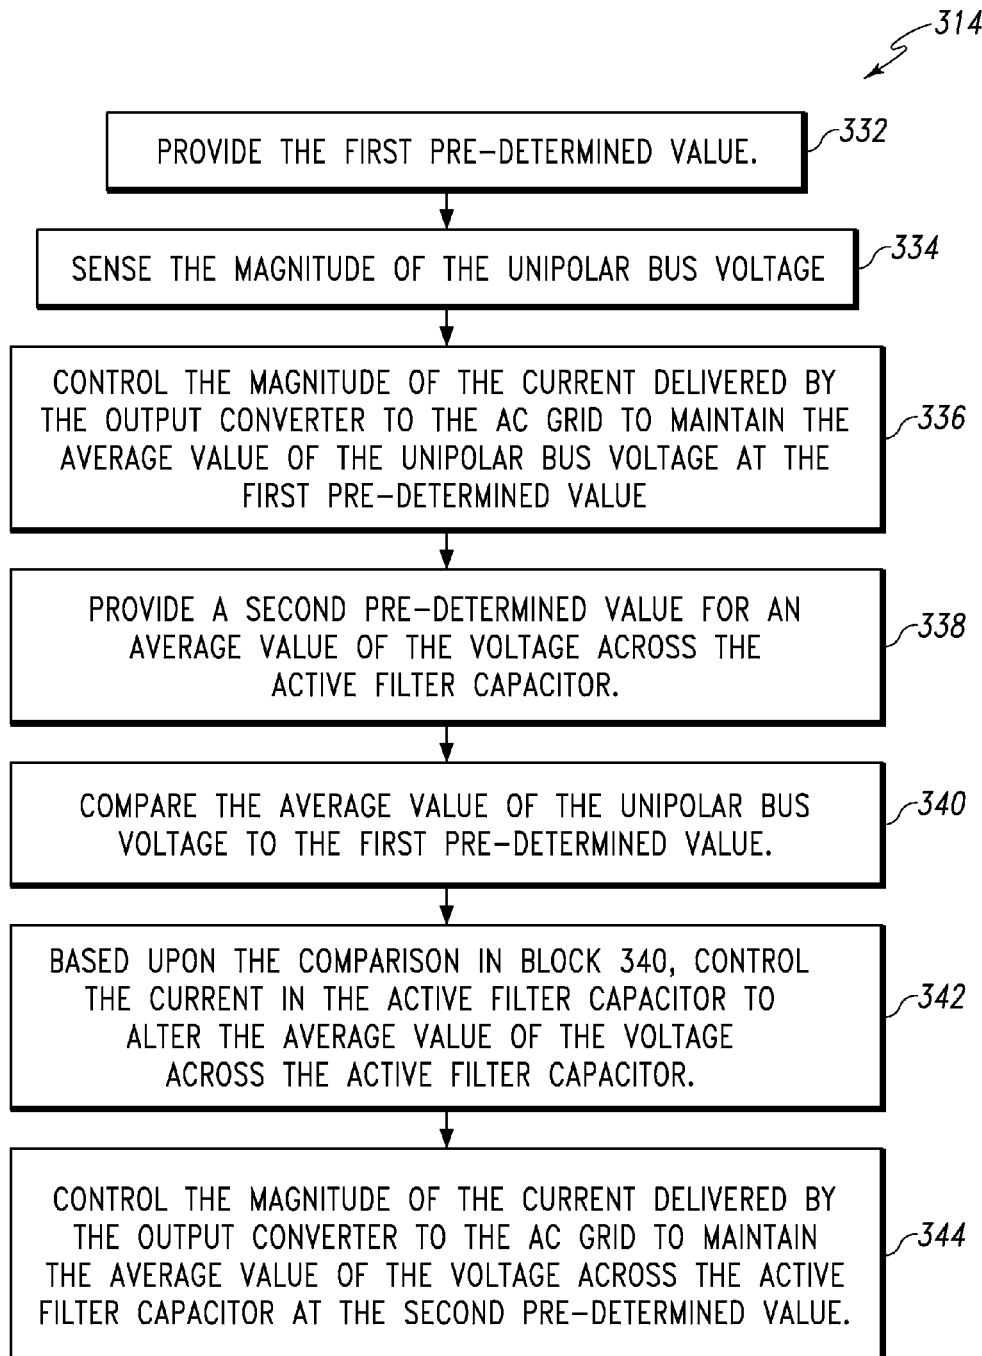 314
PROVIDE THE FIRST PRE-DETERMINED VALUE.
332
SENSE THE MAGNITUDE OF THE UNIPOLAR BUS VOLTAGE
334
CONTROL THE MAGNITUDE OF THE CURRENT DELIVERED BY
THE OUTPUT CONVERTER TO THE AC GRID TO MAINTAIN THE
AVERAGE VALUE OF THE UNIPOLAR BUS VOLTAGE AT THE
FIRST PRE-DETERMINED VALUE
336
PROVIDE A SECOND PRE-DETERMINED VALUE FOR AN
AVERAGE VALUE OF THE VOLTAGE ACROSS THE
ACTIVE FILTER CAPACITOR.
338
COMPARE THE AVERAGE VALUE OF THE UNIPOLAR BUS
VOLTAGE TO THE FIRST PRE-DETERMINED VALUE.
340
BASED UPON THE COMPARISON IN BLOCK 340, CONTROL
THE CURRENT IN THE ACTIVE FILTER CAPACITOR TO
ALTER THE AVERAGE VALUE OF THE VOLTAGE
ACROSS THE ACTIVE FILTER CAPACITOR.
342
CONTROL THE MAGNITUDE OF THE CURRENT DELIVERED BY
THE OUTPUT CONVERTER TO THE AC GRID TO MAINTAIN
THE AVERAGE VALUE OF THE VOLTAGE ACROSS THE ACTIVE
FILTER CAPACITOR AT THE SECOND PRE-DETERMINED VALUE.
344